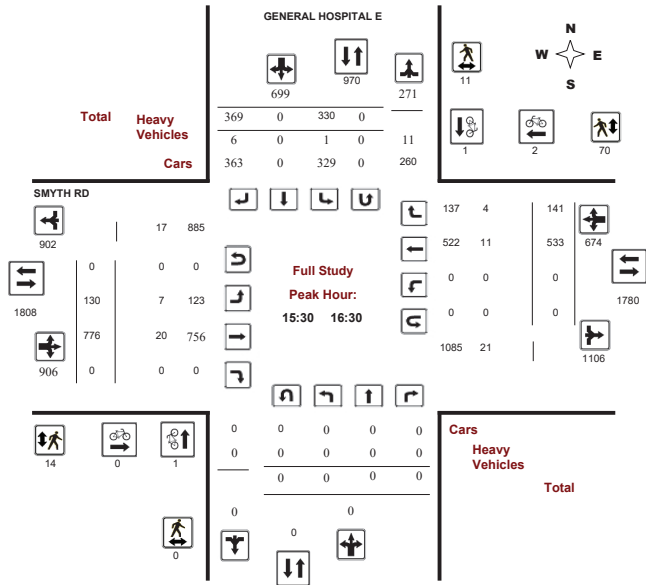 GENERAL HOSPITAL E
N
W E
S
699
970
271
11
Total
Heavy
Vehicles
Cars
369 0 330 0
6 0 1 0 11
363 0 329 0 260
1
2
70
SMYTH RD
902
17 885
137 4 141
674
522 11 533
0 0 0
0 0 0
1780
1808
0 0 0
130 7 123
776 20 756
906
0 0 0
Full Study
Peak Hour:
15:30 16:30
1085 21
1106
14
0
1
0
0 0 0 0 0
0 0 0 0 0
0 0 0 0
0 0
0
Cars
Heavy
Vehicles
Total